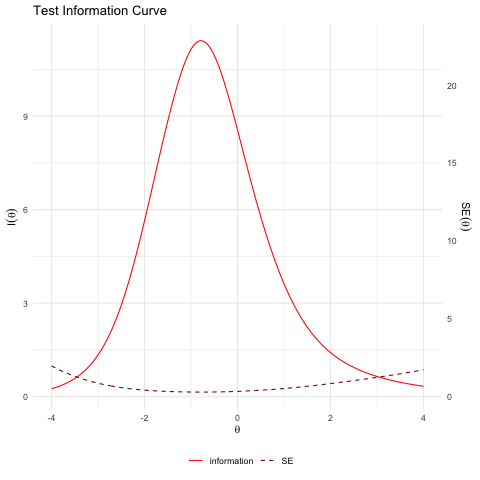 Test Information Curve
9
6
3
0
I(θ)
20
15
10
5
0
SE(θ)
-4 -2 0 2 4
θ
information SE